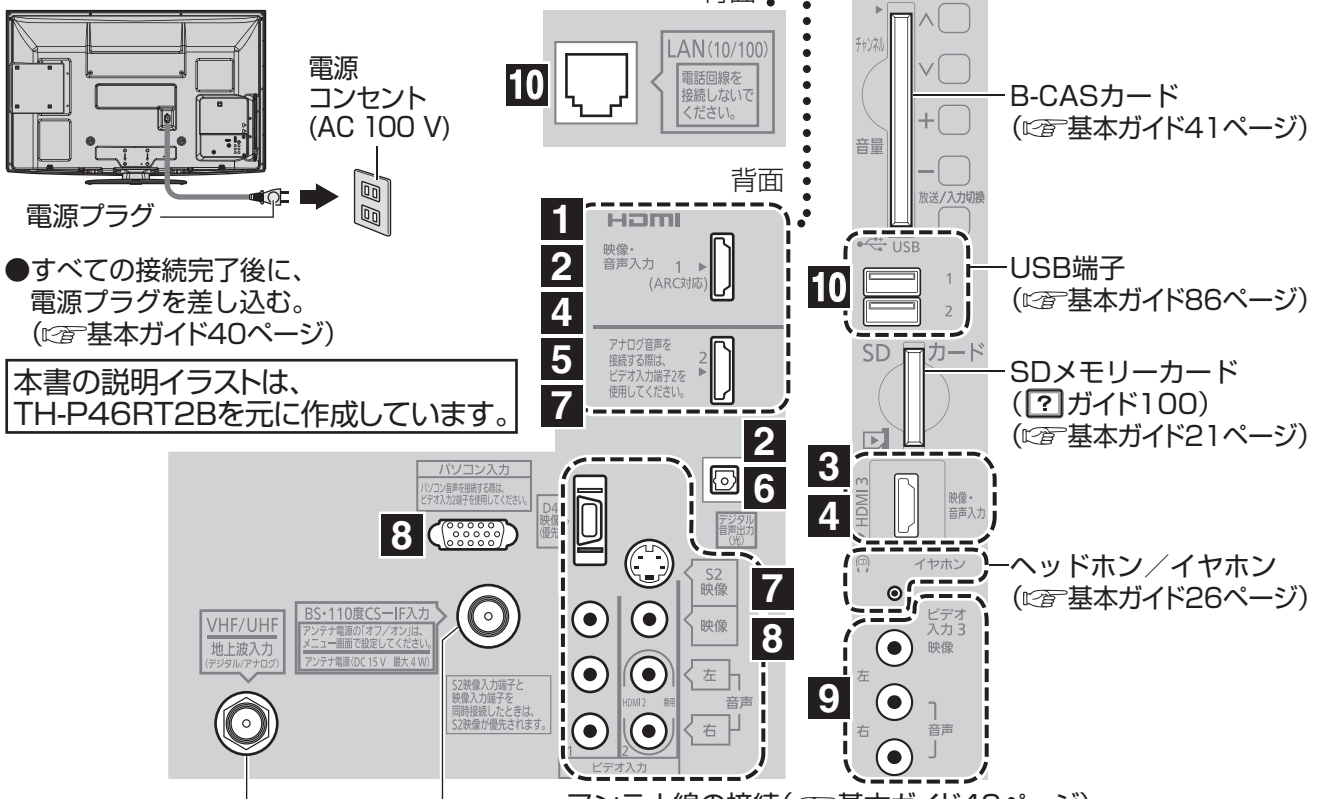 背面
電源
コンセント
(AC 100 V)
電源プラグ
●すべての接続完了後に、
電源プラグを差し込む。
(☞基本ガイド40ページ)
本書の説明イラストは、
TH-P46RT2Bを元に作成しています。
10
LAN(10/100)
電話回線を
接続しないで
ください。
背面
1
2
4
5
7
HDMI
映像・
音声入力 1
(ARC対応)
アナログ音声を
接続する際は、
ビデオ入力端子2を
使用してください。
2
チャンネル
∧
∨
+
音量
−
放送/入力切換
B-CASカード
(☞基本ガイド41ページ)
USB
10
1
2
USB端子
(☞基本ガイド86ページ)
SD カード
SDメモリーカード
(?ガイド100)
(☞基本ガイド21ページ)
3
4
HDMI 3
映像・
音声入力
イヤホン
ヘッドホン/イヤホン
(☞基本ガイド26ページ)
9
ビデオ
入力3
映像
左
右
音声
パソコン入力
パソコン音声を接続する際は、
ビデオ入力2端子を使用してください。
8
D4
映像
(優先
2
6
デジタル
音声出力
(光)
7
8
S2
映像
映像
左
音声
右
HDMI 2 兼用
1
2
ビデオ入力
VHF/UHF
地上波入力
(デジタル/アナログ)
BS・110度CS-IF入力
アンテナ電源の「オフ/オン」は、
メニュー画面で設定してください。
アンテナ電源(DC 15 V 最大 4 W)
S2映像入力端子と
映像入力端子を
同時接続したときは、
S2映像が優先されます。
アンテナ線の接続(☞基本ガイド48ページ)